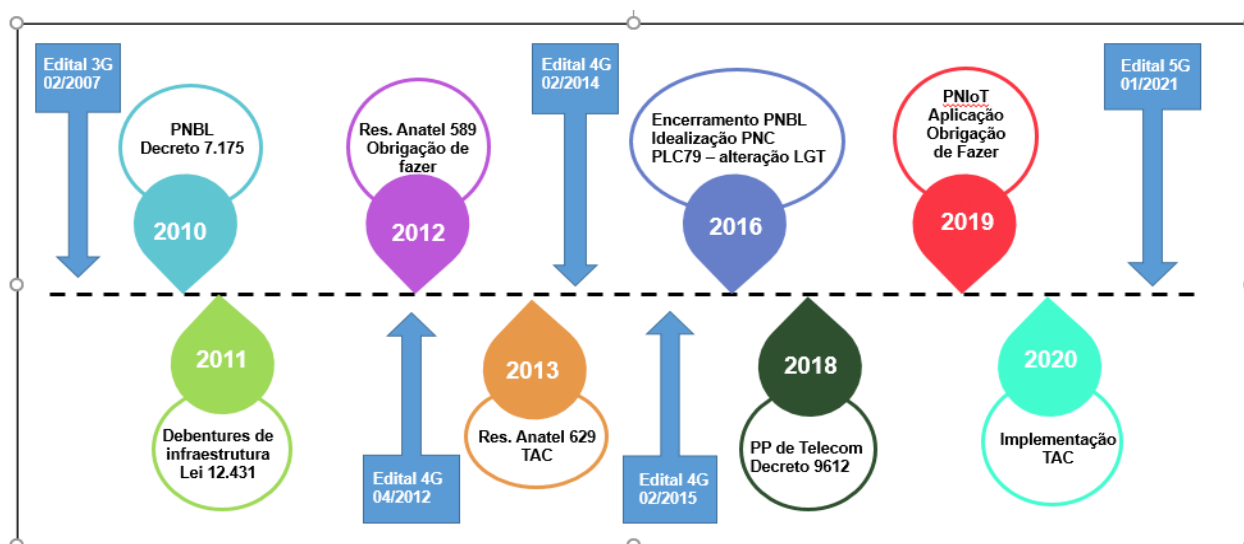 Edital 3G
02/2007
PNBL
Decreto 7.175
2010
Res. Anatel 589
Obrigação de
fazer
2012
Edital 4G
02/2014
Encerramento PNBL
Idealização PNC
PLC79 – alteração LGT
2016
PNIoT
Aplicação
Obrigação
de Fazer
2019
Edital 5G
01/2021
2011
Debentures de
infraestrutura
Lei 12.431
Edital 4G
04/2012
2013
Res. Anatel 629
TAC
Edital 4G
02/2015
2018
PP de Telecom
Decreto 9612
2020
Implementação
TAC